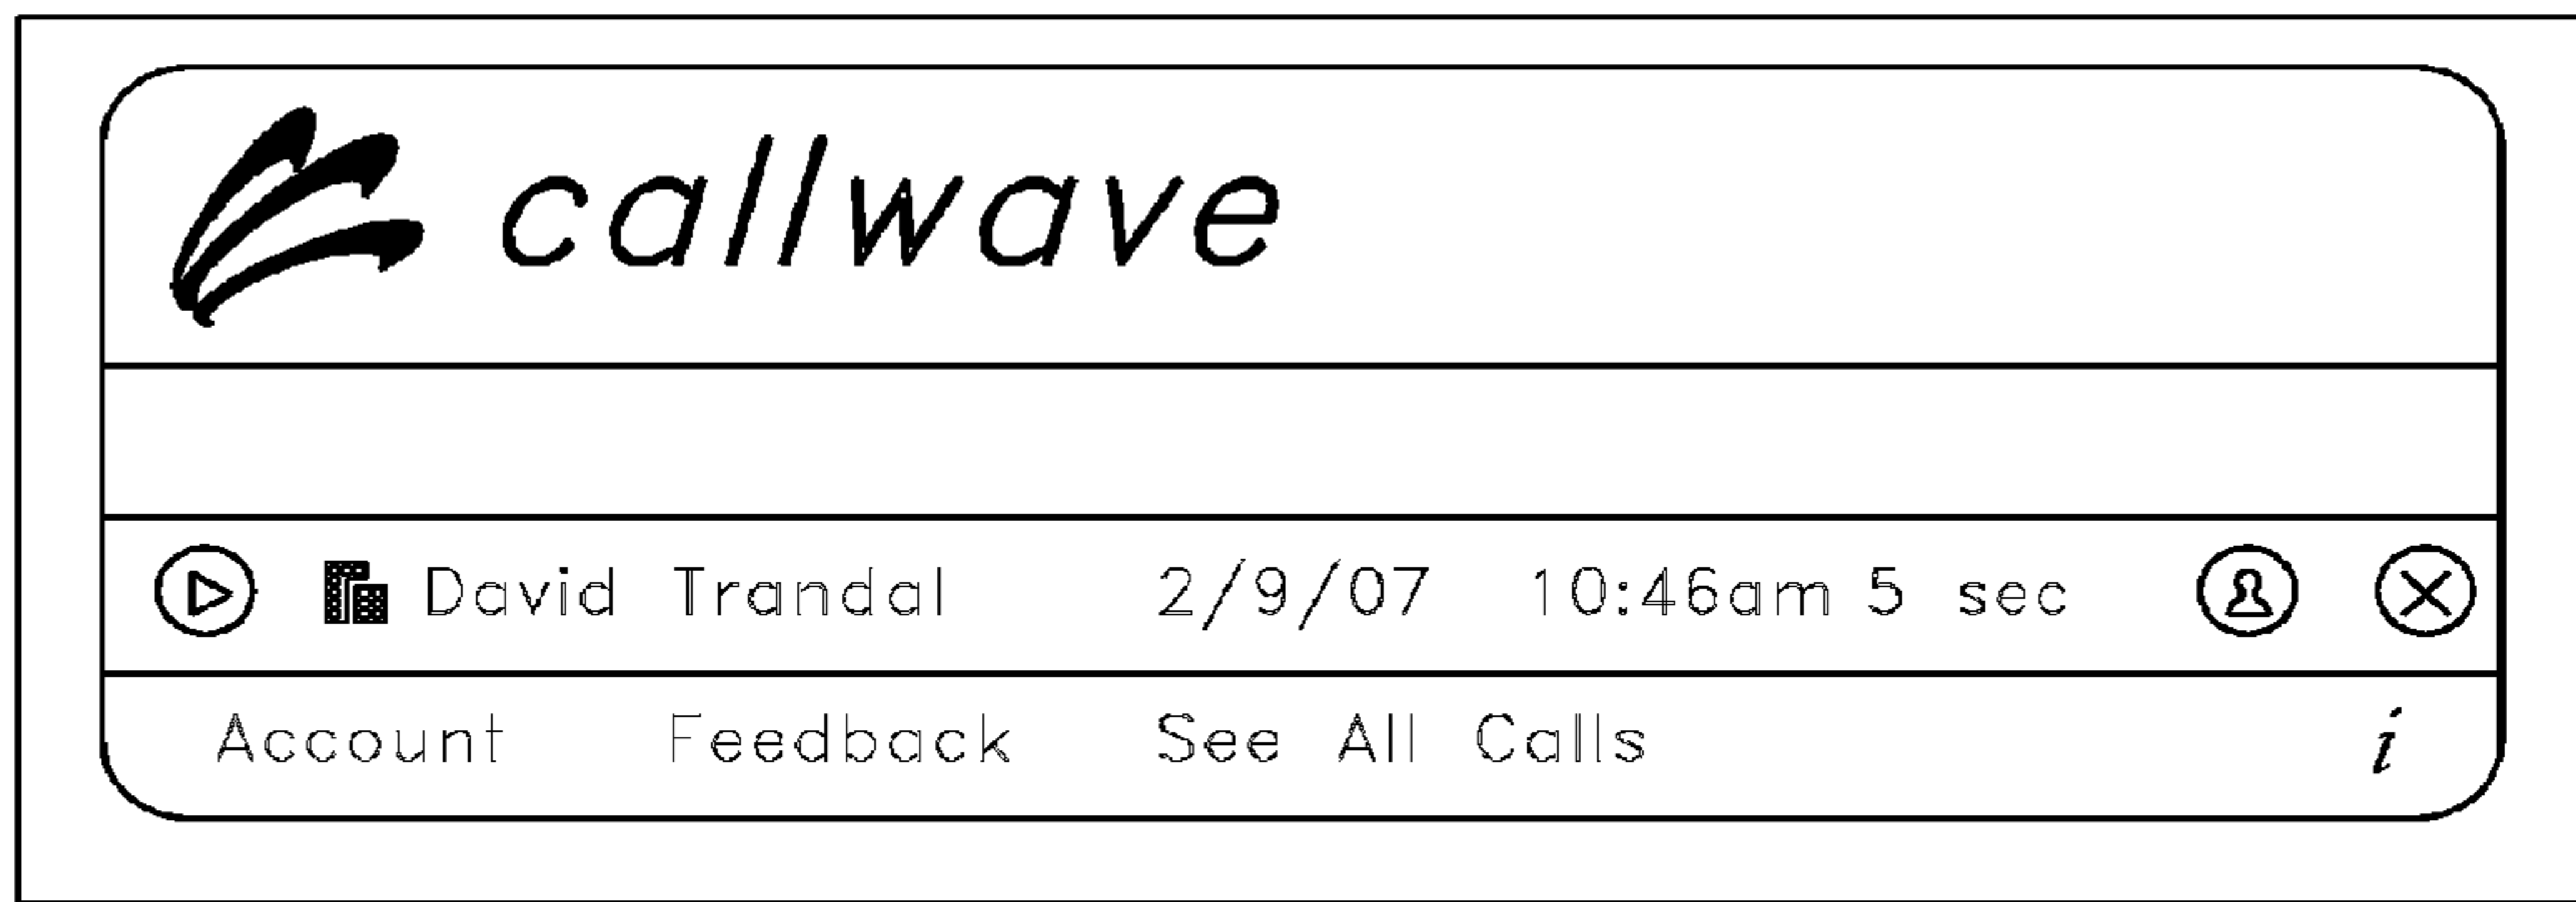 callwave
David Trandal 2/9/07 10:46am 5 sec
Account Feedback See All Calls i